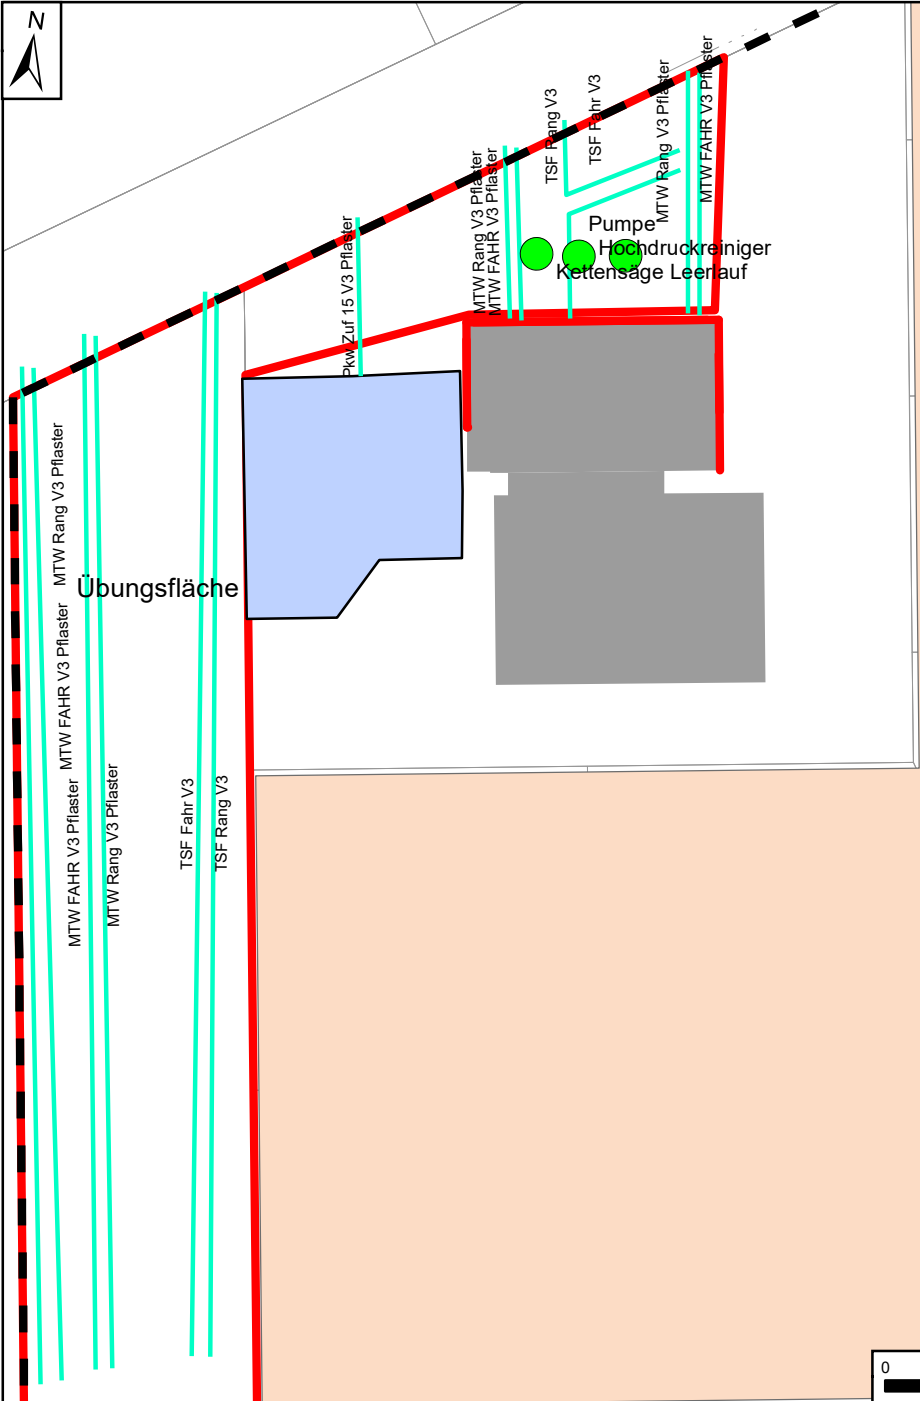 N
TSF Rang V3
TSF Fahr V3
MTW Rang V3 Pflaster
MTW FAHR V3 Pflaster
MTW Rang V3 Pflaster
MTW FAHR V3 Pflaster
Pkw Zuf 15 V3 Pflaster
Pumpe
Hochdruckreiniger
Kettensäge Leerlauf
MTW Rang V3 Pflaster
Übungsfläche
MTW FAHR V3 Pflaster
MTW FAHR V3 Pflaster
MTW Rang V3 Pflaster
TSF Fahr V3
TSF Rang V3
0